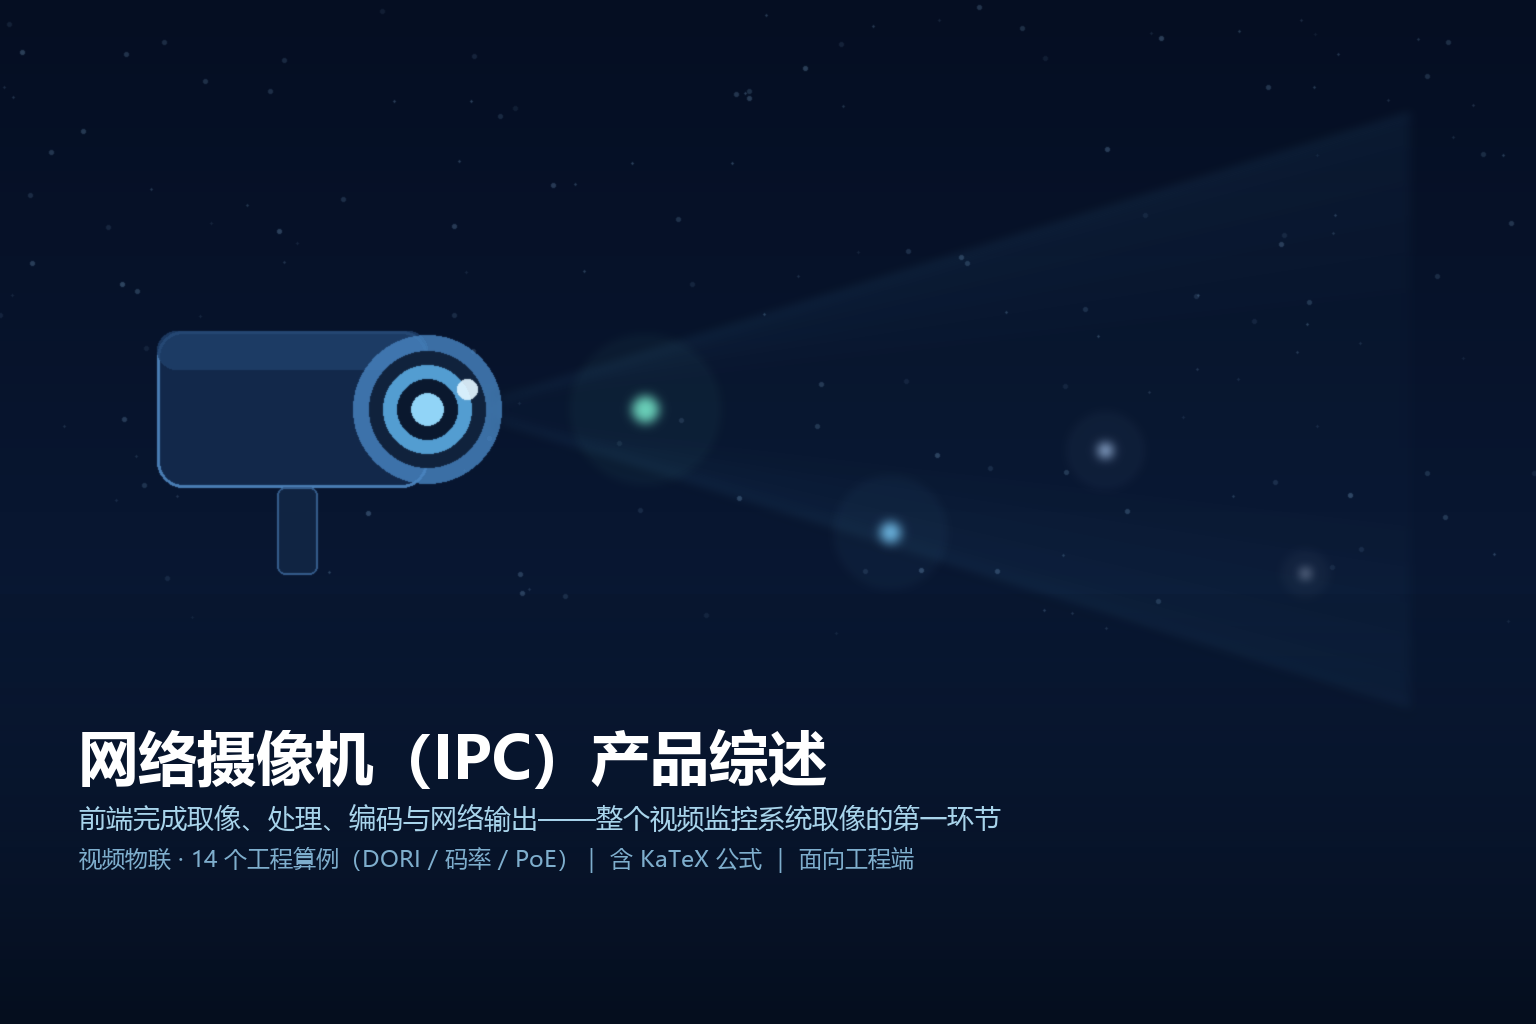 网络摄像机（IPC）产品综述
前端完成取像、处理、编码与网络输出——整个视频监控系统取像的第一环节
视频物联 · 14 个工程算例（DORI / 码率 / PoE）｜ 含 KaTeX 公式 ｜ 面向工程端